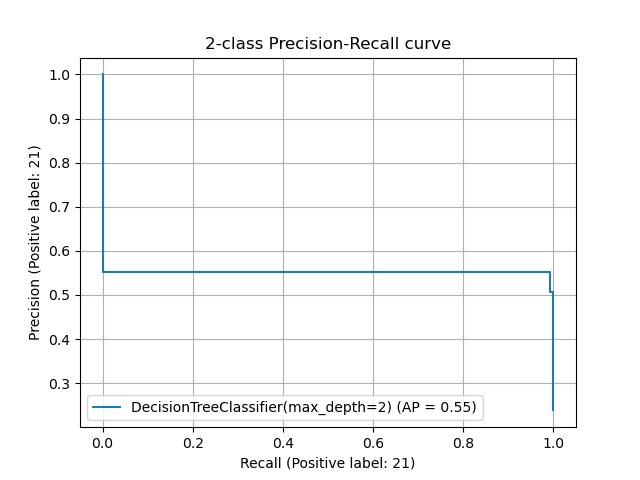 2-class Precision-Recall curve
Precision (Positive label: 21)
1.0
0.9
0.8
0.7
0.6
0.5
0.4
0.3
DecisionTreeClassifier(max_depth=2) (AP = 0.55)
0.0 0.2 0.4 0.6 0.8 1.0
Recall (Positive label: 21)